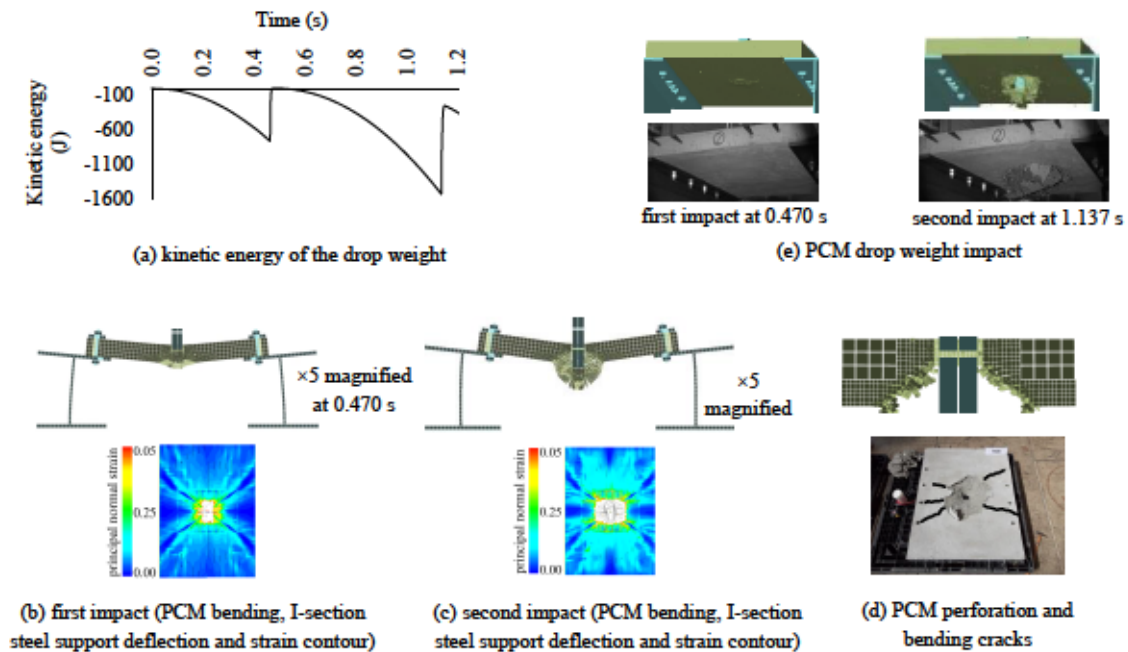 Time (s)
0.0
0.2
0.4
0.6
0.8
1.0
1.2
-100
-600
-1100
-1600
Kinetic energy
(J)
(a) kinetic energy of the drop weight
first impact at 0.470 s
second impact at 1.137 s
(e) PCM drop weight impact
×5 magnified
at 0.470 s
principal normal strain
0.05
0.25
0.00
(b) first impact (PCM bending, I-section
steel support deflection and strain contour)
×5
magnified
principal normal strain
0.05
0.25
0.00
(c) second impact (PCM bending, I-section
steel support deflection and strain contour)
(d) PCM perforation and
bending cracks